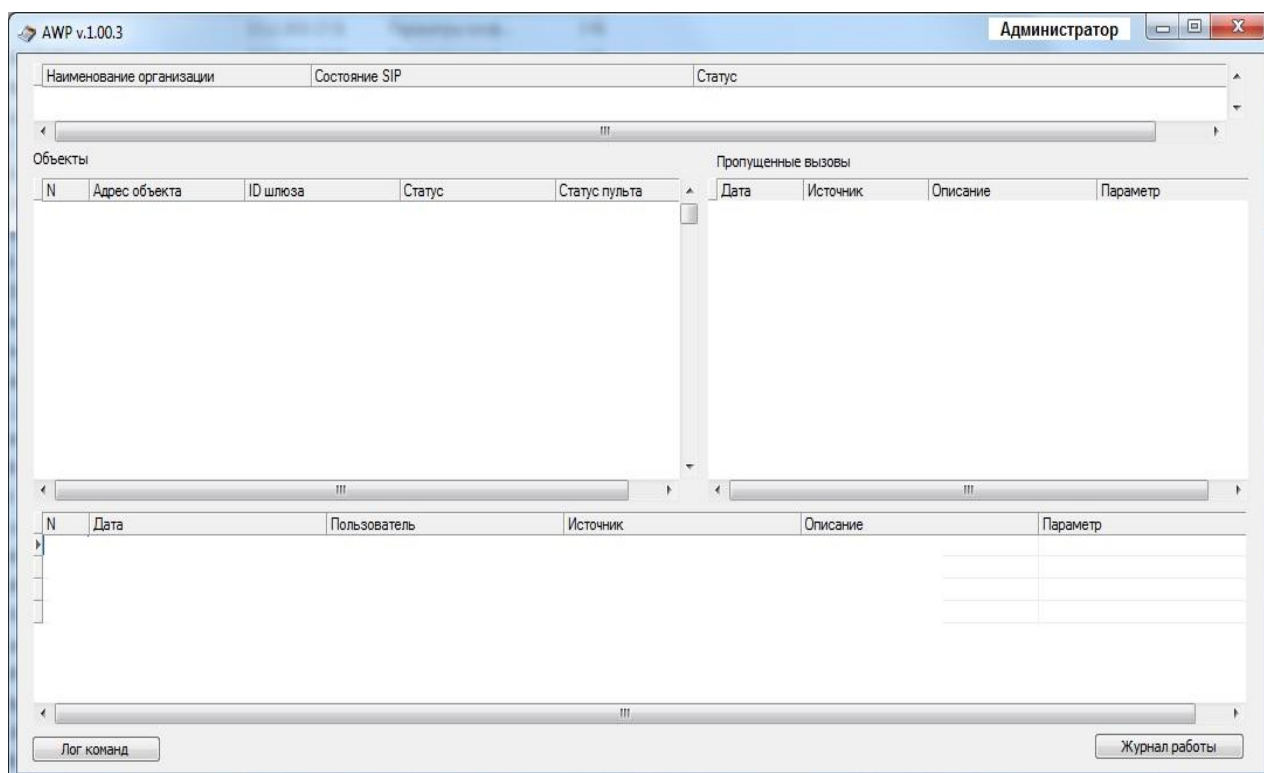 AWP v.1.00.3 Администратор
Наименование организации Состояние SIP Статус
Объекты Пропущенные вызовы
N Адрес объекта ID шлюза Статус Статус пульта Дата Источник Описание Параметр
N Дата Пользователь Источник Описание Параметр
Лог команд Журнал работы